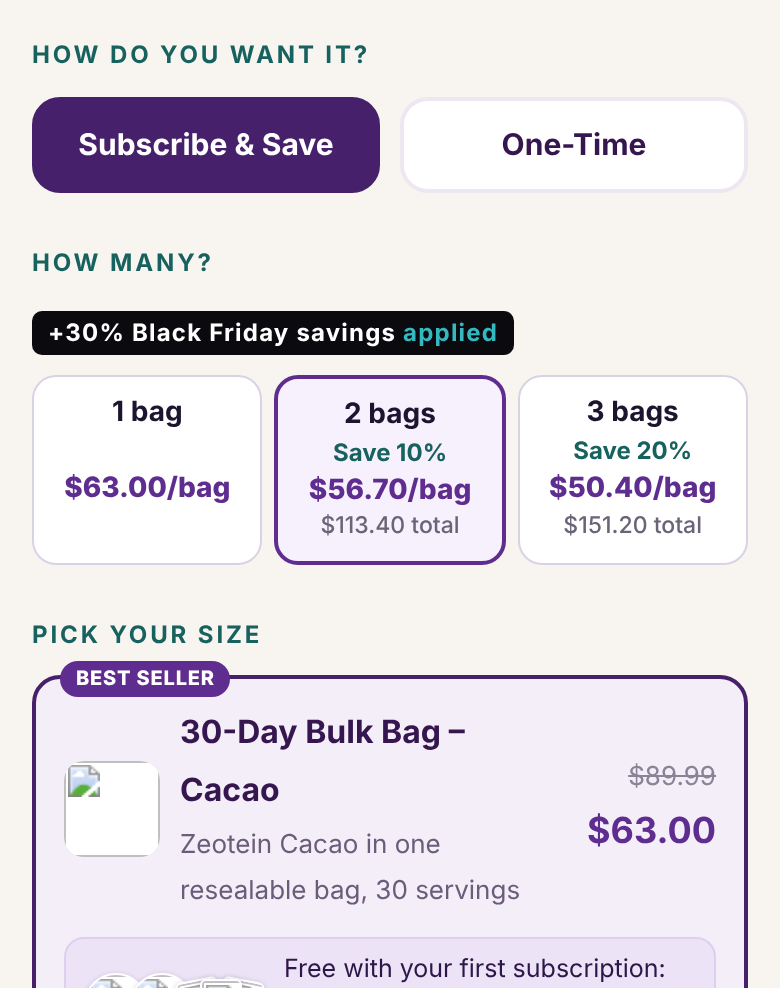 HOW DO YOU WANT IT?
Subscribe & Save
One-Time
HOW MANY?
+30% Black Friday savings applied
1 bag
$63.00/bag
2 bags
Save 10%
$56.70/bag
$113.40 total
3 bags
Save 20%
$50.40/bag
$151.20 total
PICK YOUR SIZE
BEST SELLER
30-Day Bulk Bag –
Cacao
Zeotein Cacao in one
resealable bag, 30 servings
$89.99
$63.00
Free with your first subscription: